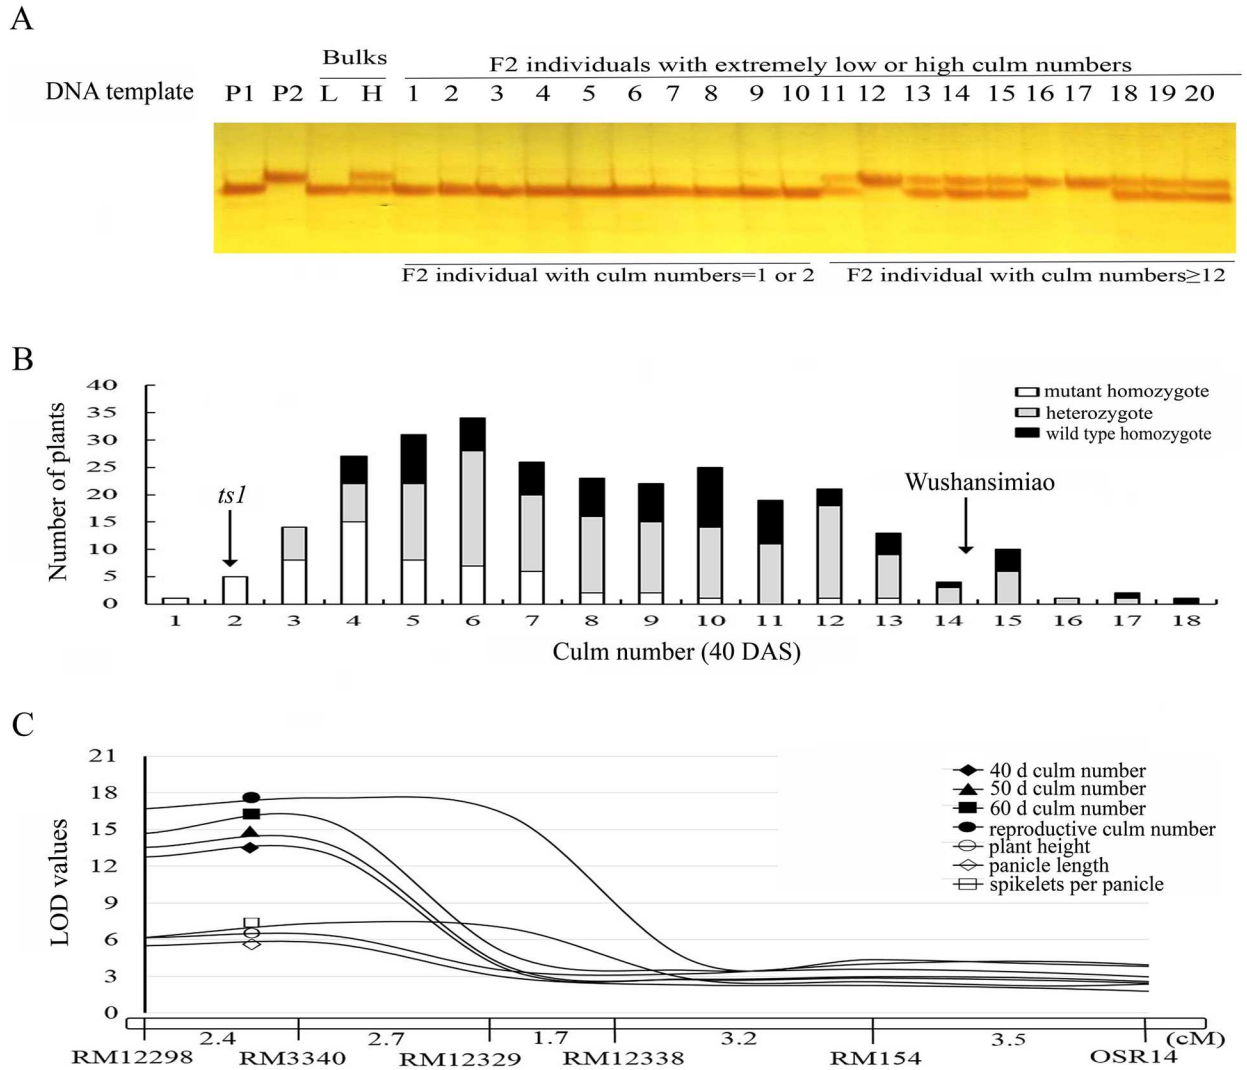 A
Bulks
F2 individuals with extremely low or high culm numbers
DNA template P1 P2 L H 1 2 3 4 5 6 7 8 9 10 11 12 13 14 15 16 17 18 19 20
F2 individual with culm numbers=1 or 2 F2 individual with culm numbers≥12
B
Number of plants
40
35
30
25
20
15
10
5
0
mutant homozygote
heterozygote
wild type homozygote
ts1
Wushansimiao
1 2 3 4 5 6 7 8 9 10 11 12 13 14 15 16 17 18
Culm number (40 DAS)
C
LOD values
21
18
15
12
9
6
3
0
40 d culm number
50 d culm number
60 d culm number
reproductive culm number
plant height
panicle length
spikelets per panicle
2.4 2.7 1.7 3.2 3.5 (cM)
RM12298 RM3340 RM12329 RM12338 RM154 OSR14